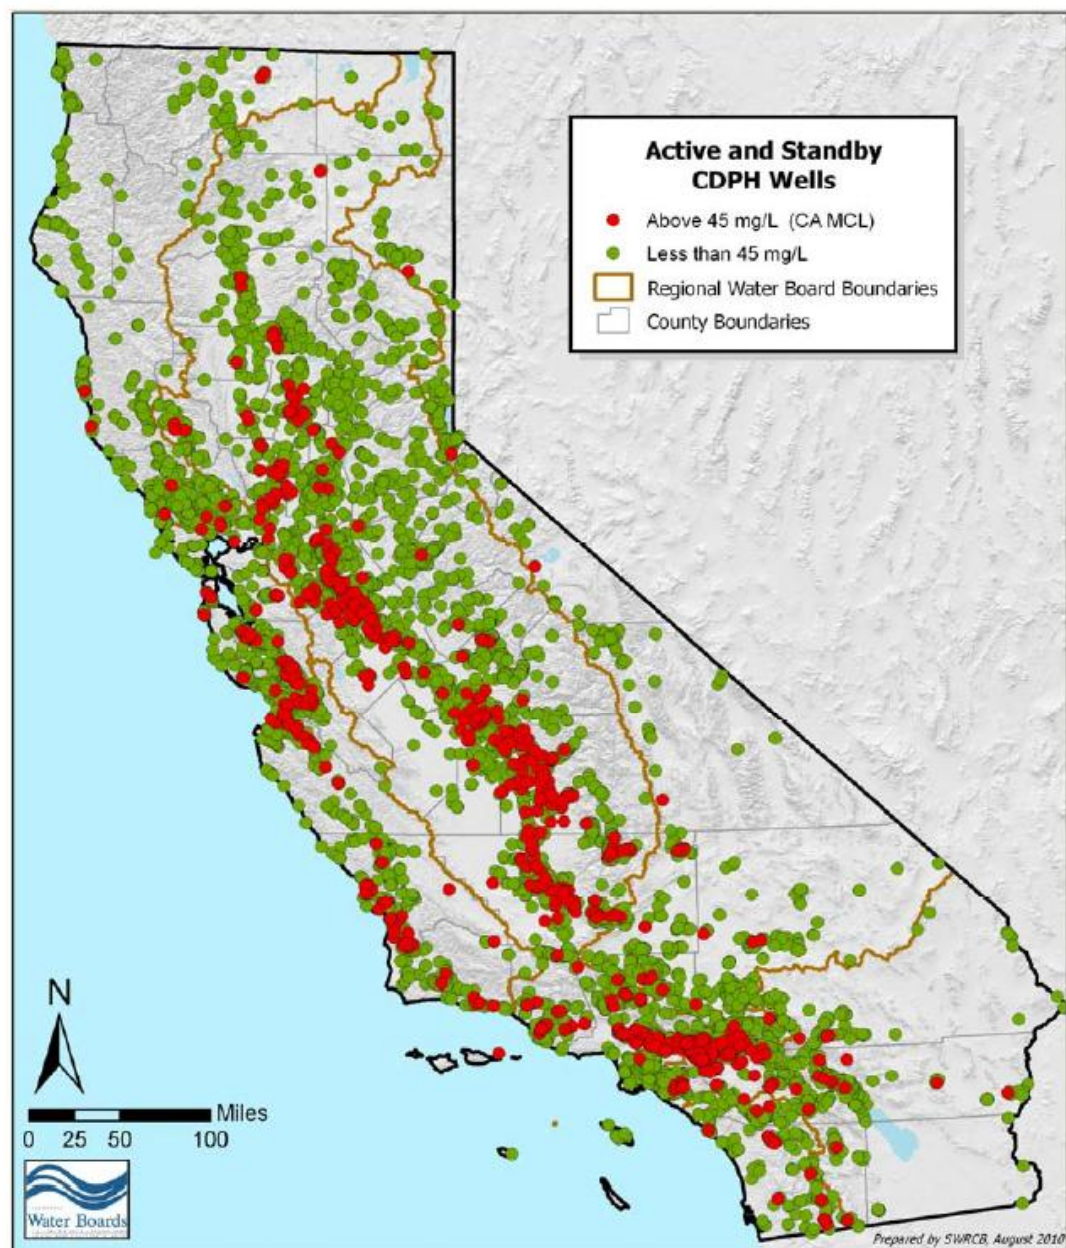 Active and Standby
CDPH Wells
Above 45 mg/L (CA MCL)
Less than 45 mg/L
Regional Water Board Boundaries
County Boundaries
N
Miles
0 25 50 100
Water Boards
Prepared by SWRCB, August 2010